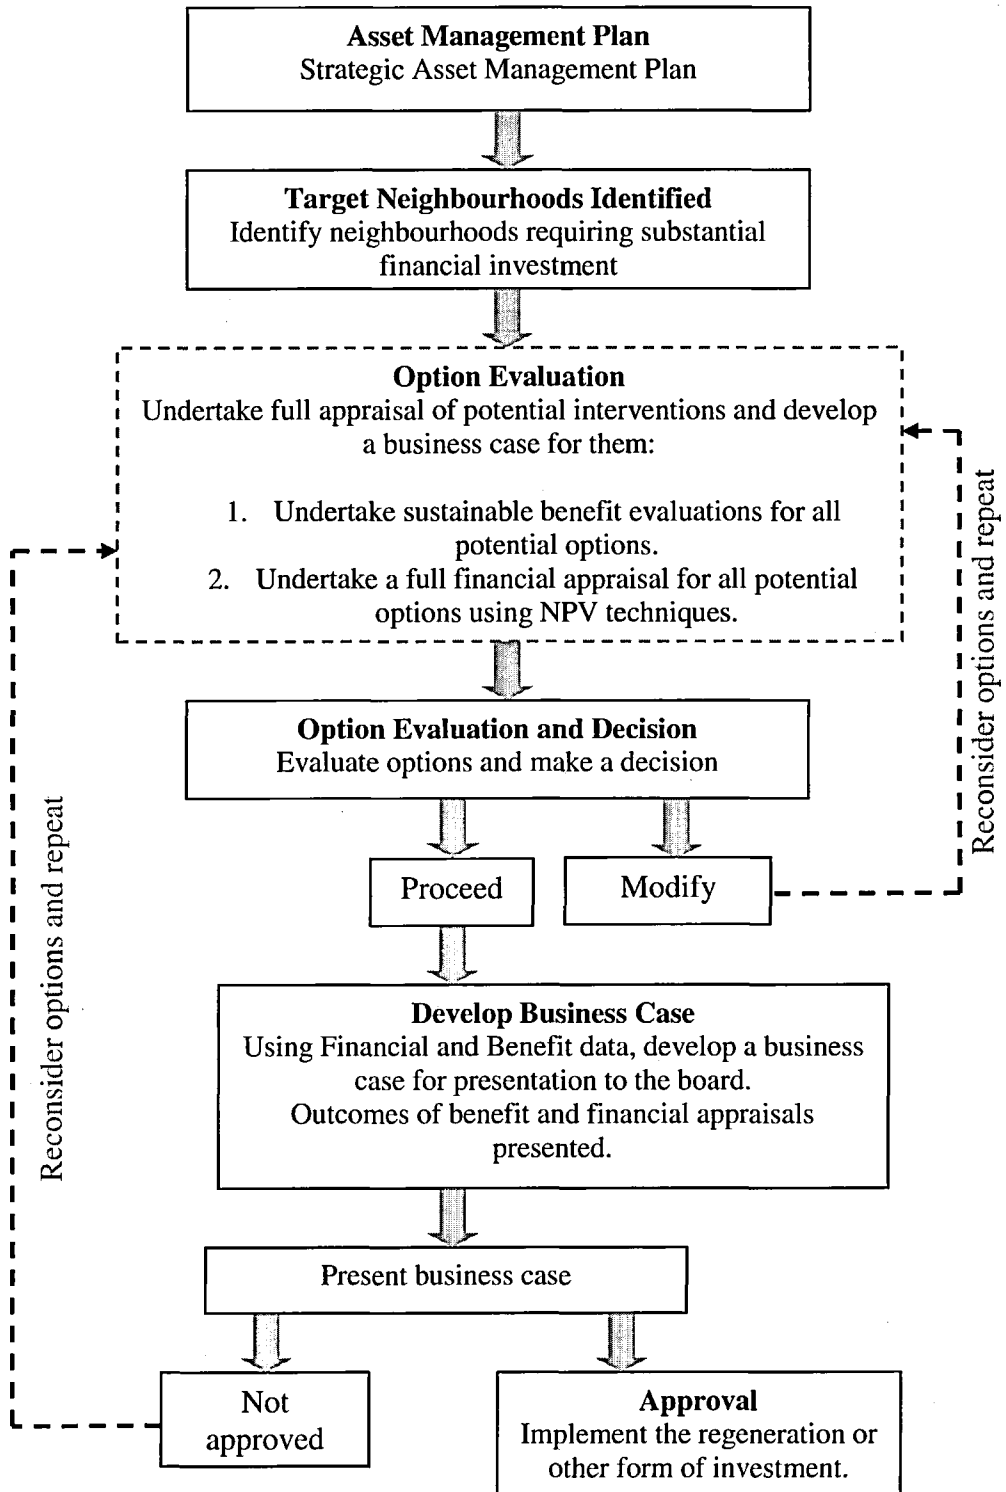 Asset Management Plan
Strategic Asset Management Plan
Target Neighbourhoods Identified
Identify neighbourhoods requiring substantial
financial investment
Option Evaluation
Undertake full appraisal of potential interventions and develop
a business case for them:
1. Undertake sustainable benefit evaluations for all
potential options.
2. Undertake a full financial appraisal for all potential
options using NPV techniques.
Reconsider options and repeat
Option Evaluation and Decision
Evaluate options and make a decision
Proceed
Modify
Reconsider options and repeat
Develop Business Case
Using Financial and Benefit data, develop a business
case for presentation to the board.
Outcomes of benefit and financial appraisals
presented.
Present business case
Not
approved
Approval
Implement the regeneration or
other form of investment.